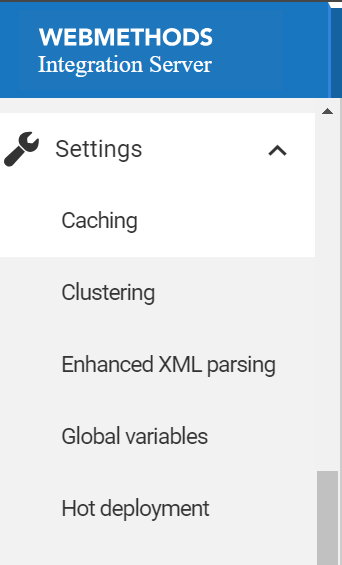 WEBMETHODS
Integration Server
Settings
Caching
Clustering
Enhanced XML parsing
Global variables
Hot deployment